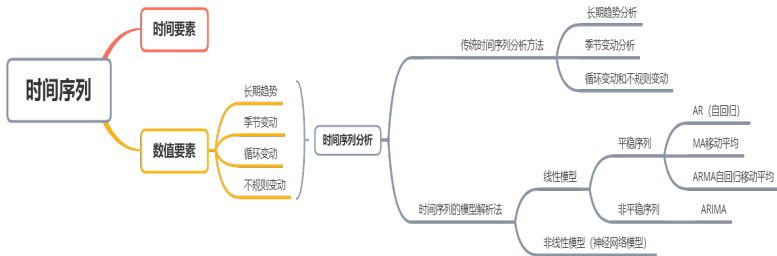 时间序列
时间要素
数值要素
长期趋势
季节变动
循环变动
不规则变动
时间序列分析
传统时间序列分析方法
长期趋势分析
季节变动分析
循环变动和不规则变动
时间序列的模型解析法
线性模型
平稳序列
AR（自回归）
MA移动平均
ARMA自回归移动平均
非平稳序列
ARIMA
非线性模型（神经网络模型）